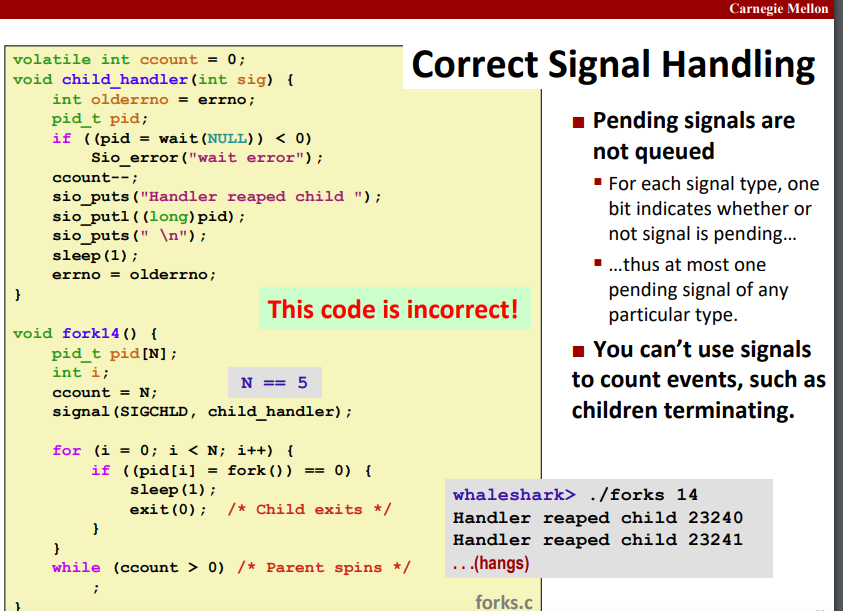 Carnegie Mellon
Correct Signal Handling
volatile int ccount = 0;
void child_handler(int sig) {
    int olderrno = errno;
    pid_t pid;
    if ((pid = wait(NULL)) < 0)
        Sio_error("wait error");
    ccount--;
    sio_puts("Handler reaped child ");
    sio_putl((long)pid);
    sio_puts(" \n");
    sleep(1);
    errno = olderrno;
}
This code is incorrect!
void fork14() {
    pid_t pid[N];
    int i;
    ccount = N;
    signal(SIGCHLD, child_handler);
N == 5
    for (i = 0; i < N; i++) {
        if ((pid[i] = fork()) == 0) {
            sleep(1);
            exit(0);  /* Child exits */
        }
    }
    while (ccount > 0) /* Parent spins */
        ;
}
forks.c
■ Pending signals are
not queued
▪ For each signal type, one
bit indicates whether or
not signal is pending…
▪ …thus at most one
pending signal of any
particular type.
■ You can’t use signals
to count events, such as
children terminating.
whaleshark> ./forks 14
Handler reaped child 23240
Handler reaped child 23241
. . .(hangs)